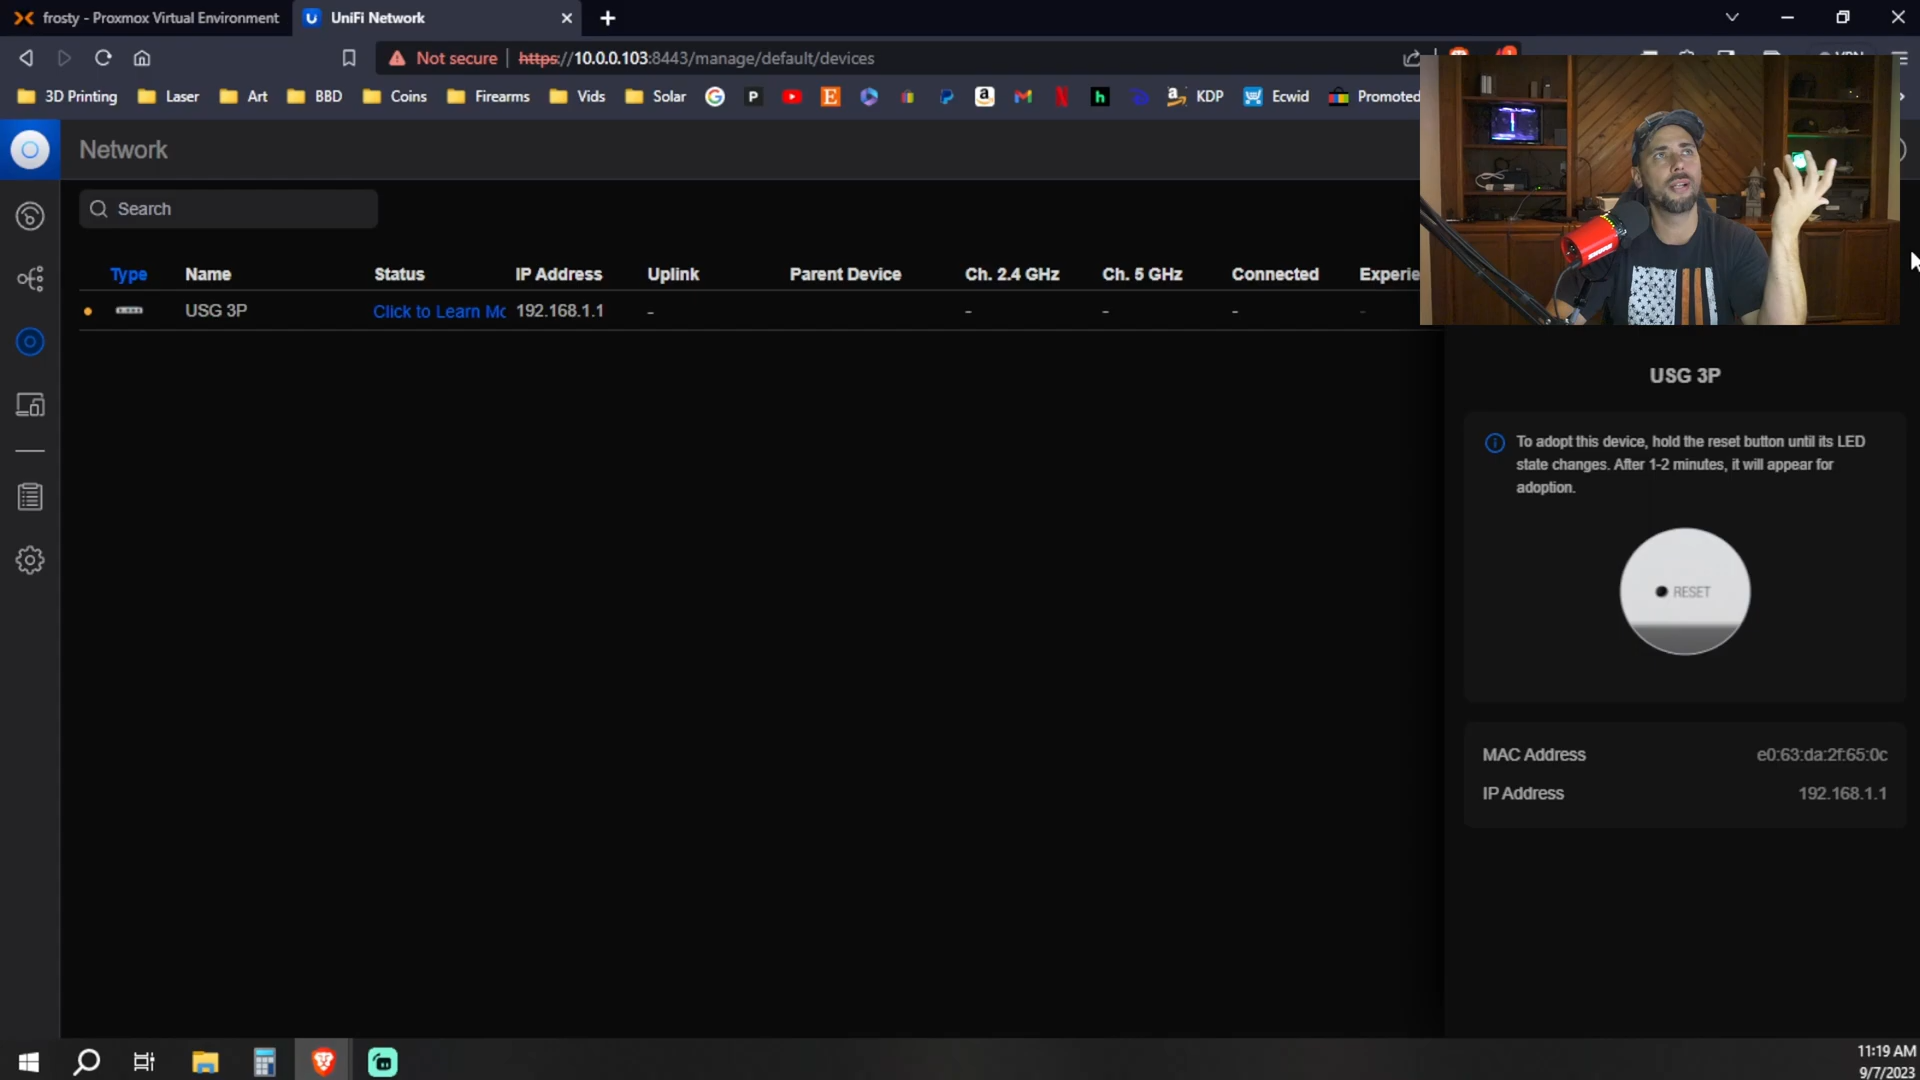 frosty - Proxmox Virtual Environment
UniFi Network
Not secure
https://10.0.0.103:8443/manage/default/devices
3D Printing
Laser
Art
BBD
Coins
Firearms
Vids
Solar
KDP
Ecwid
Promoted
Network
Search
Type Name Status IP Address Uplink Parent Device Ch. 2.4 GHz Ch. 5 GHz Connected Experie
USG 3P Click to Learn Mo 192.168.1.1 - - - - -
USG 3P
To adopt this device, hold the reset button until its LED
state changes. After 1-2 minutes, it will appear for
adoption.
RESET
MAC Address e0:63:da:2f:65:0c
IP Address 192.168.1.1
11:19 AM
9/7/2023